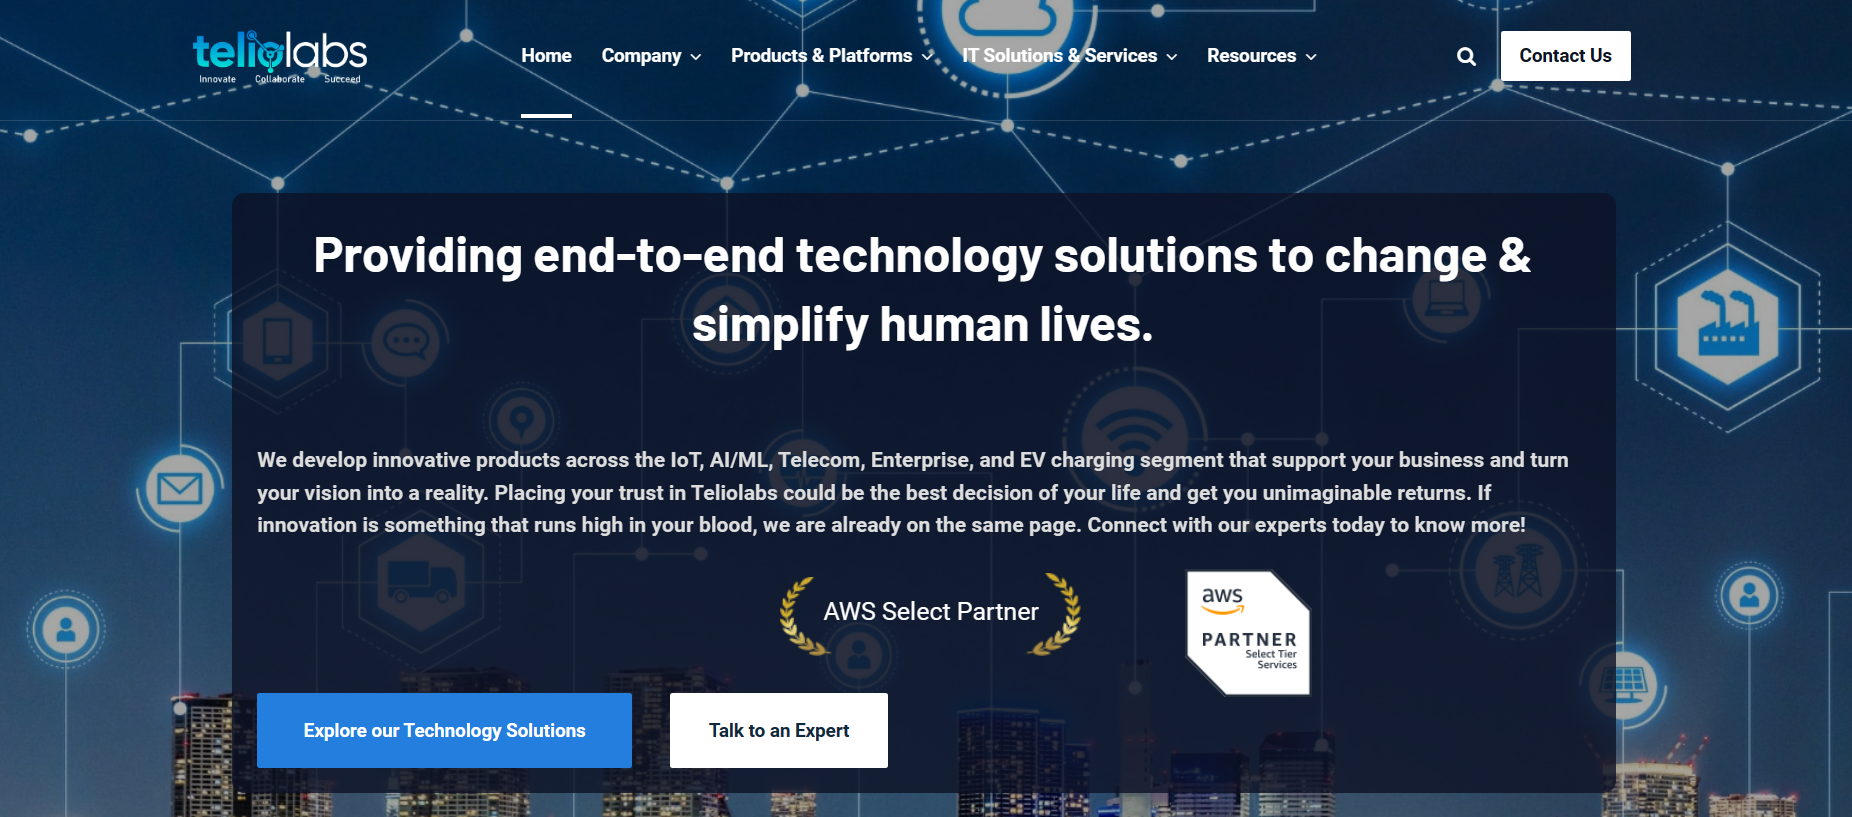 teliolabs
Innovate Collaborate Succeed
Home
Company
Products & Platforms
IT Solutions & Services
Resources
Contact Us
Providing end-to-end technology solutions to change &
simplify human lives.
We develop innovative products across the IoT, AI/ML, Telecom, Enterprise, and EV charging segment that support your business and turn
your vision into a reality. Placing your trust in Teliolabs could be the best decision of your life and get you unimaginable returns. If
innovation is something that runs high in your blood, we are already on the same page. Connect with our experts today to know more!
AWS Select Partner
aws
PARTNER
Select Tier
Services
Explore our Technology Solutions
Talk to an Expert